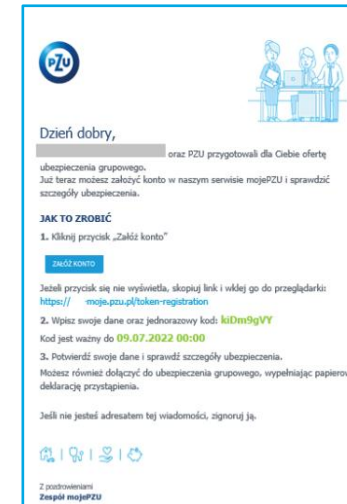 PZU
Dzień dobry,
oraz PZU przygotowali dla Ciebie ofertę
ubezpieczenia grupowego.
Już teraz możesz założyć konto w naszym serwisie mojePZU i sprawdzić
szczegóły ubezpieczenia.
JAK TO ZROBIĆ
1. Kliknij przycisk „Załóż konto”
ZAŁÓŻ KONTO
Jeżeli przycisk się nie wyświetla, skopiuj link i wklej go do przeglądarki:
https:// -moje.pzu.pl/token-registration
2. Wpisz swoje dane oraz jednorazowy kod: kiDm9gVY
Kod jest ważny do 09.07.2022 00:00
3. Potwierdź swoje dane i sprawdź szczegóły ubezpieczenia.
Możesz również dołączyć do ubezpieczenia grupowego, wypełniając papierow
deklarację przystąpienia.
Jeśli nie jesteś adresatem tej wiadomości, zignoruj ją.
Z pozdrowieniami
Zespół mojePZU